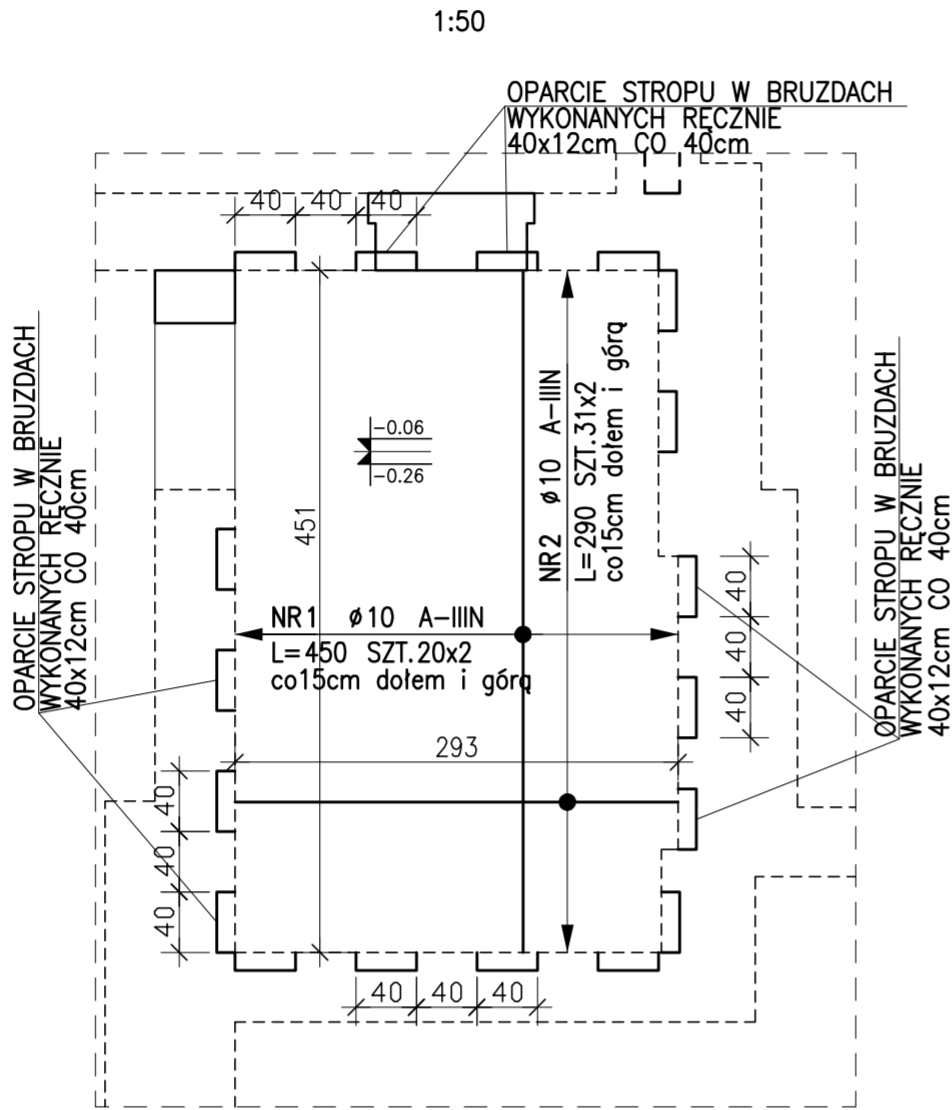 1:50
OPARCIE STROPU W BRUZDACH
WYKONANYCH RĘCZNIE
40x12cm CO 40cm
40
40
40
OPARCIE STROPU W BRUZDACH
WYKONANYCH RĘCZNIE
40x12cm CO 40cm
-0.06
-0.26
451
NR2 ø10 A-IIIN
L=290 SZT.31x2
co15cm dołem i górą
OPARCIE STROPU W BRUZDACH
WYKONANYCH RĘCZNIE
40x12cm CO 40cm
NR1 ø10 A-IIIN
L=450 SZT.20x2
co15cm dołem i górą
40
40
40
293
40
40
40
40
40
40